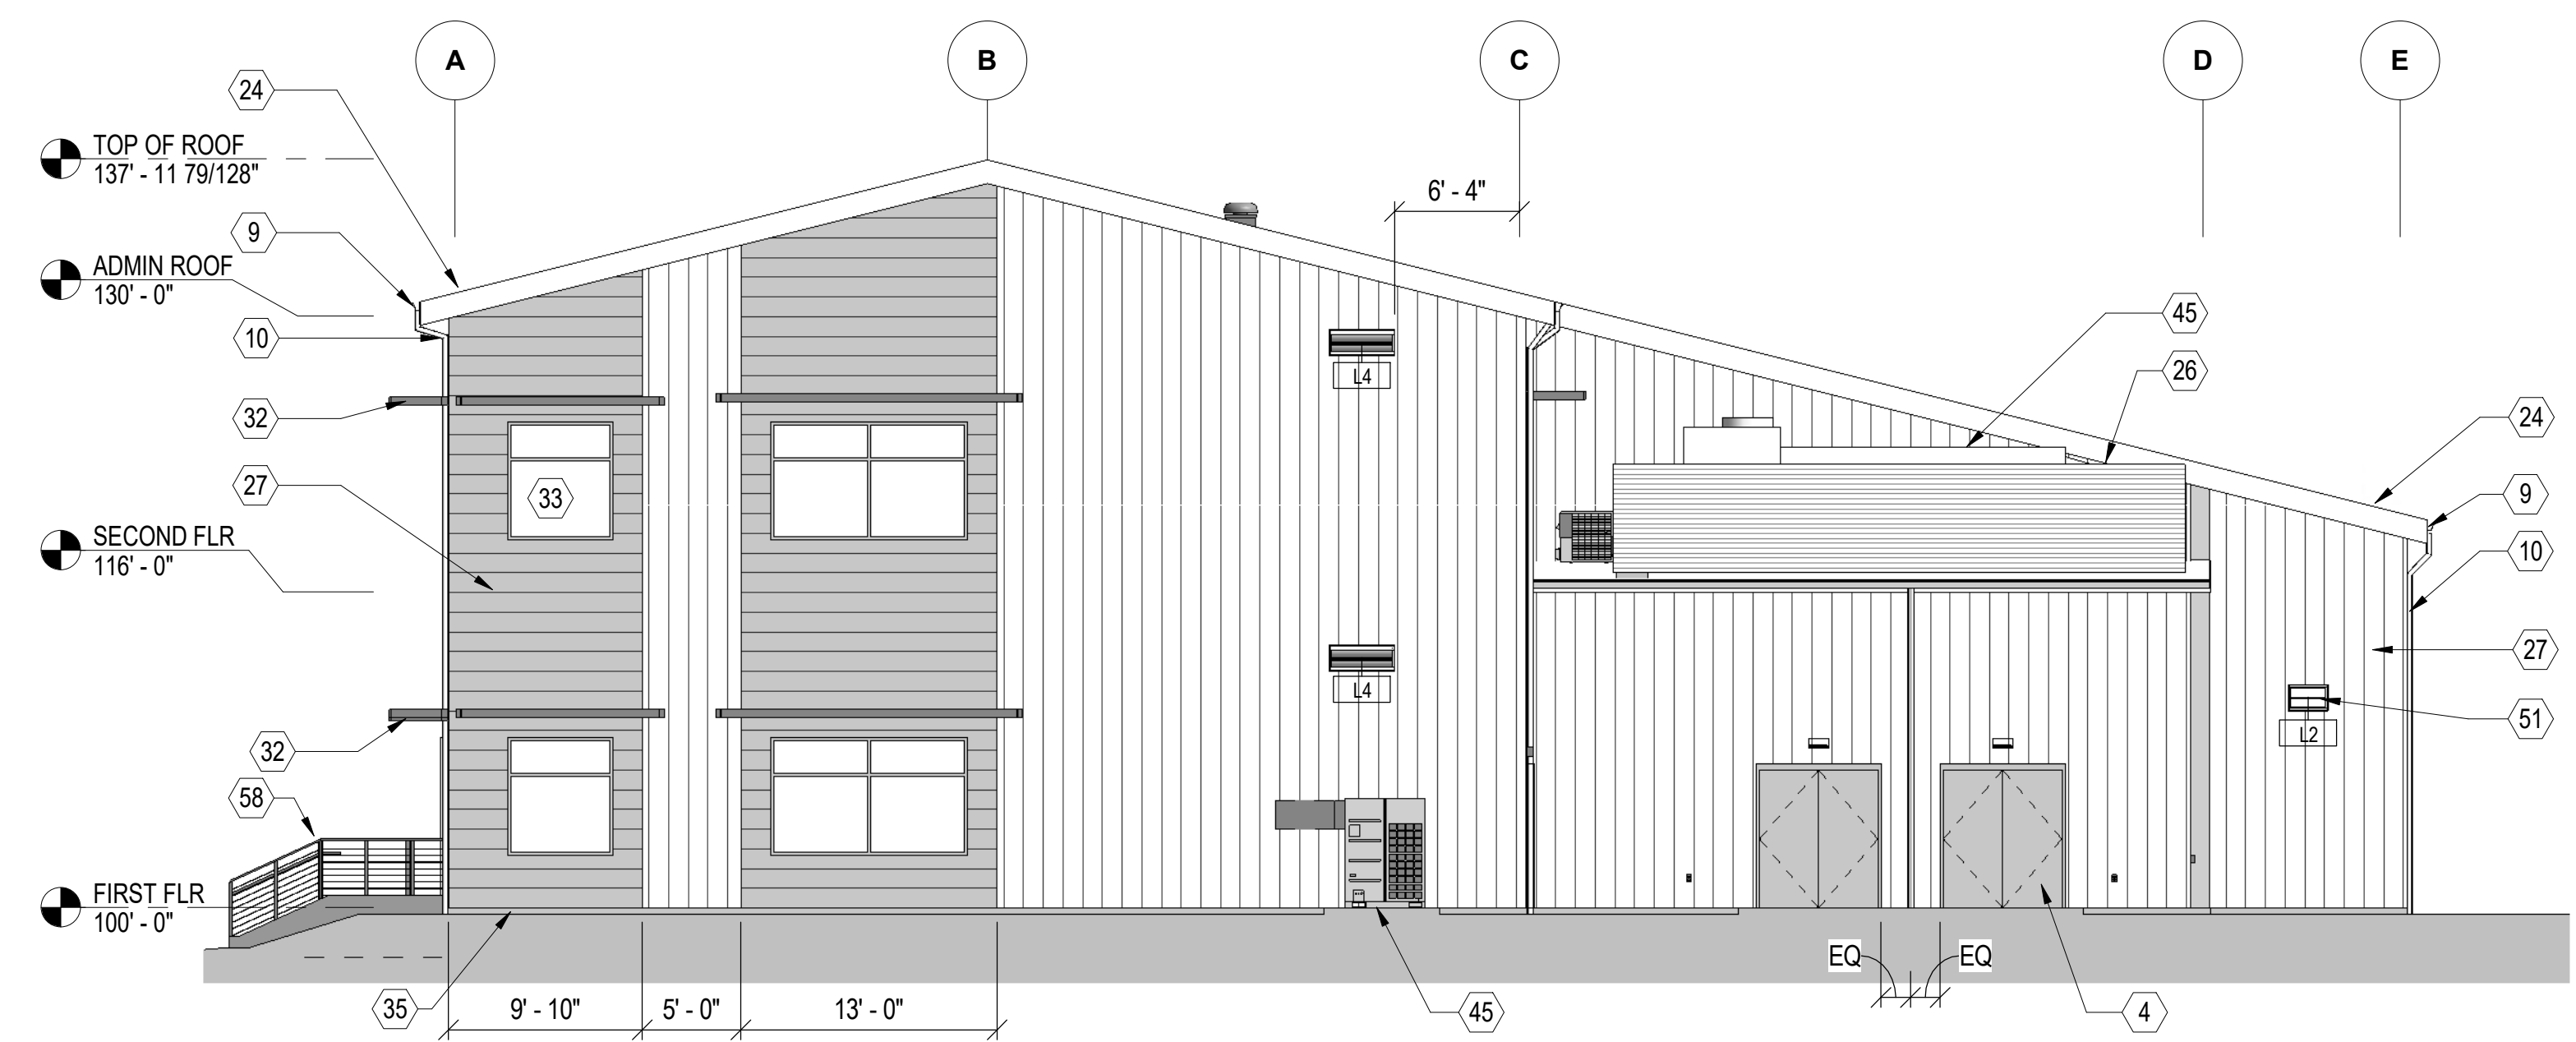 A
B
C
D
E
24
TOP OF ROOF
137' - 11 79/128"
6' - 4"
9
ADMIN ROOF
130' - 0"
10
45
L4
26
32
24
27
33
9
SECOND FLR
116' - 0"
10
27
L4
51
L2
32
58
FIRST FLR
100' - 0"
EQ
EQ
35
9' - 10"
5' - 0"
13' - 0"
45
4